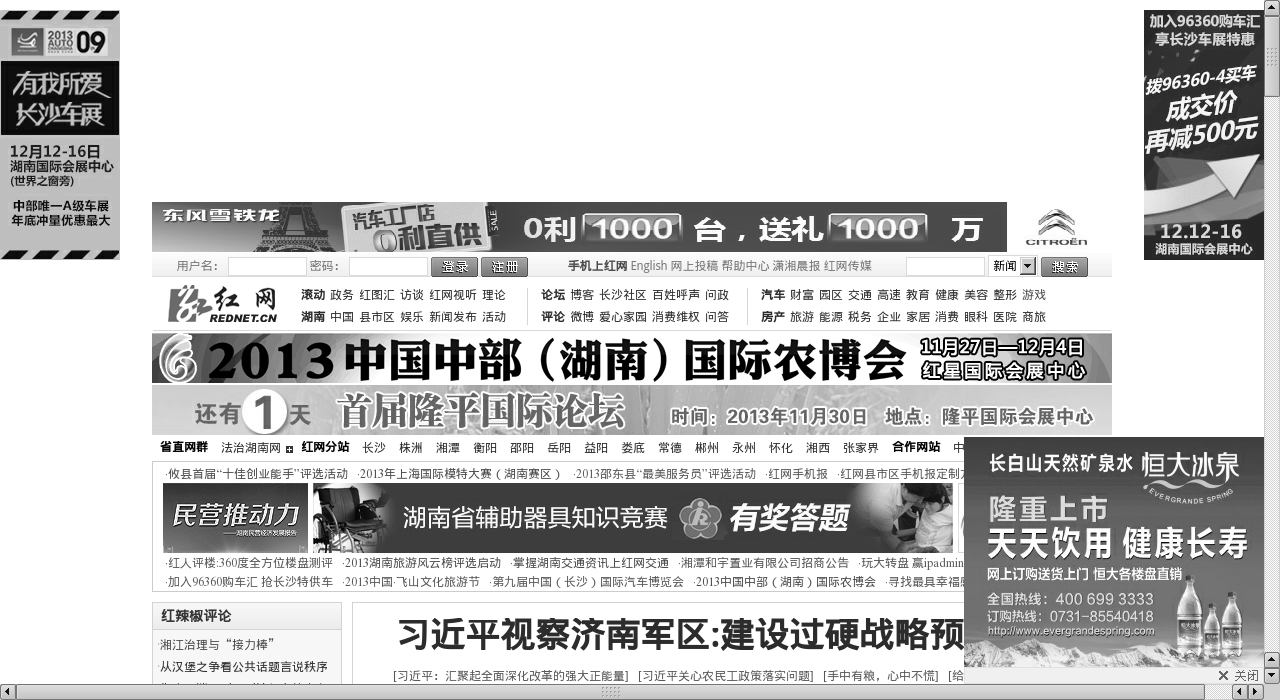 2013 AUTO 09
有我所爱
长沙车展
12月12-16日
湖南国际会展中心
(世界之窗旁)
中部唯一A级车展
年底冲量优惠最大
加入96360购车汇
享长沙车展特惠
拨96360-4买车
成交价
再减500元
12.12-16
湖南国际会展中心
东风雪铁龙 汽车工厂店 0利直供 SALE 0利 1000 台，送礼 1000 万 CITROËN
用户名： 密码： 登录 注册 手机上红网 English 网上投稿 帮助中心 潇湘晨报 红网传媒 新闻 搜索
红网 REDNET.CN
滚动 政务 红图汇 访谈 红网视听 理论 论坛 博客 长沙社区 百姓呼声 问政 汽车 财富 园区 交通 高速 教育 健康 美容 整形 游戏
湖南 中国 县市区 娱乐 新闻发布 活动 评论 微博 爱心家园 消费维权 问答 房产 旅游 能源 税务 企业 家居 消费 眼科 医院 商旅
2013中国中部（湖南）国际农博会 11月27日—12月4日
红星国际会展中心
还有1天 首届隆平国际论坛 时间：2013年11月30日 地点：隆平国际会展中心
省直网群 法治湖南网 红网分站 长沙 株洲 湘潭 衡阳 邵阳 岳阳 益阳 娄底 常德 郴州 永州 怀化 湘西 张家界 合作网站 中
·攸县首届“十佳创业能手”评选活动 ·2013年上海国际模特大赛（湖南赛区） ·2013邵东县“最美服务员”评选活动 ·红网手机报 ·红网县市区手机报定制
民营推动力
——湖南民营经济发展报告
湖南省辅助器具知识竞赛 有奖答题
·红人评楼:360度全方位楼盘测评 ·2013湖南旅游风云榜评选启动 ·掌握湖南交通资讯上红网交通 ·湘潭和宇置业有限公司招商公告 ·玩大转盘 赢ipadmin
·加入96360购车汇 抢长沙特供车 ·2013中国·飞山文化旅游节 ·第九届中国（长沙）国际汽车博览会 ·2013中国中部（湖南）国际农博会 ·寻找最具幸福
红辣椒评论
·湘江治理与“接力棒”
·从汉堡之争看公共话题言说秩序
习近平视察济南军区:建设过硬战略预
[习近平：汇聚起全面深化改革的强大正能量] [习近平关心农民工政策落实问题] [手中有粮，心中不慌] [给
长白山天然矿泉水 恒大冰泉
EVERGRANDE SPRING
隆重上市
天天饮用 健康长寿
网上订购送货上门 恒大各楼盘直销
全国热线：400 699 3333
订购热线：0731-85540418
http://www.evergrandespring.com
关闭